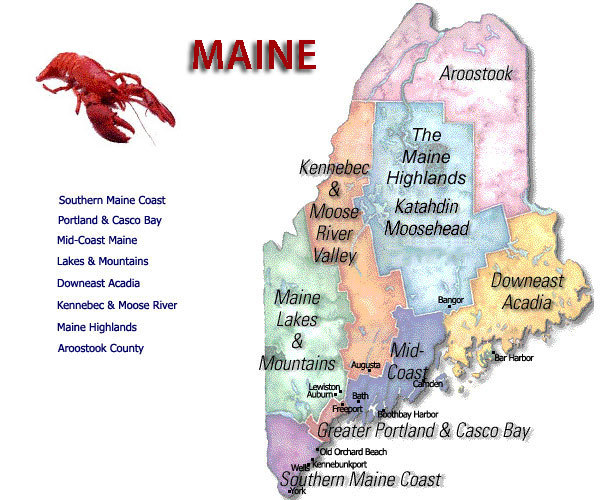 MAINE
Southern Maine Coast
Portland & Casco Bay
Mid-Coast Maine
Lakes & Mountains
Downeast Acadia
Kennebec & Moose River
Maine Highlands
Aroostook County
Aroostook
The
Maine
Highlands
Katahdin
Moosehead
Kennebec
&
Moose
River
Valley
Maine
Lakes
&
Mountains
Downeast
Acadia
Bangor
Mid-
Coast
Bar Harbor
Augusta
Camden
Lewiston
Auburn
Bath
Freeport
Boothbay Harbor
Greater Portland & Casco Bay
Old Orchard Beach
Kennebunkport
Wells
Southern Maine Coast
York